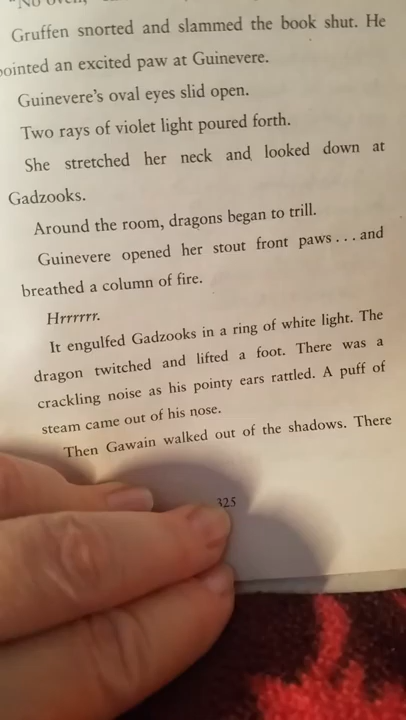 "No oven,
Gruffen snorted and slammed the book shut. He
pointed an excited paw at Guinevere.
Guinevere's oval eyes slid open.
Two rays of violet light poured forth.
She stretched her neck and looked down at
Gadzooks.
Around the room, dragons began to trill.
Guinevere opened her stout front paws . . . and
breathed a column of fire.
Hrrrrrr.
It engulfed Gadzooks in a ring of white light. The
dragon twitched and lifted a foot. There was a
crackling noise as his pointy ears rattled. A puff of
steam came out of his nose.
Then Gawain walked out of the shadows. There
325